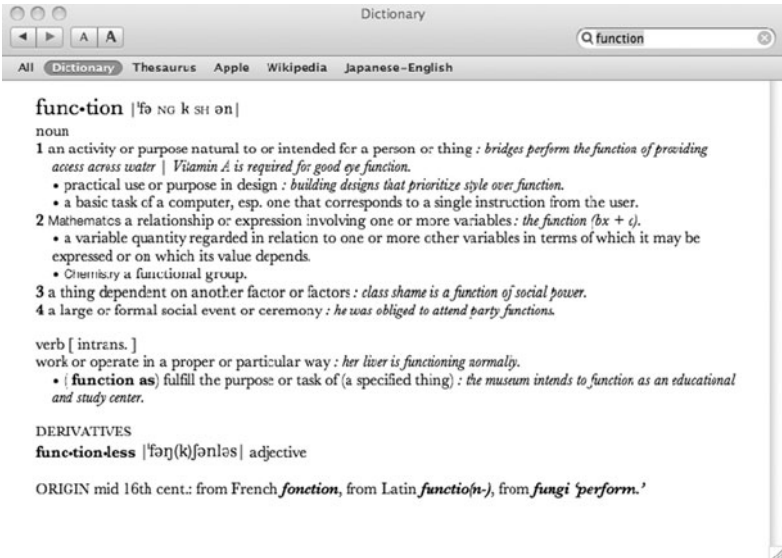 Dictionary
A A
function
All Dictionary Thesaurus Apple Wikipedia Japanese-English
func•tion |ˈfə NG k SH ən|
noun
1 an activity or purpose natural to or intended for a person or thing : bridges perform the function of providing
access across water | Vitamin A is required for good eye function.
• practical use or purpose in design : building designs that prioritize style over function.
• a basic task of a computer, esp. one that corresponds to a single instruction from the user.
2 Mathematics a relationship or expression involving one or more variables : the function (bx + c).
• a variable quantity regarded in relation to one or more other variables in terms of which it may be
expressed or on which its value depends.
• Chemistry a functional group.
3 a thing dependent on another factor or factors : class shame is a function of social power.
4 a large or formal social event or ceremony : he was obliged to attend party functions.
verb [ intrans. ]
work or operate in a proper or particular way : her liver is functioning normally.
• ( function as) fulfill the purpose or task of (a specified thing) : the museum intends to function as an educational
and study center.
DERIVATIVES
func•tion•less |ˈfəŋ(k)ʃənləs| adjective
ORIGIN mid 16th cent.: from French fonction, from Latin functio(n-), from fungi ‘perform.’